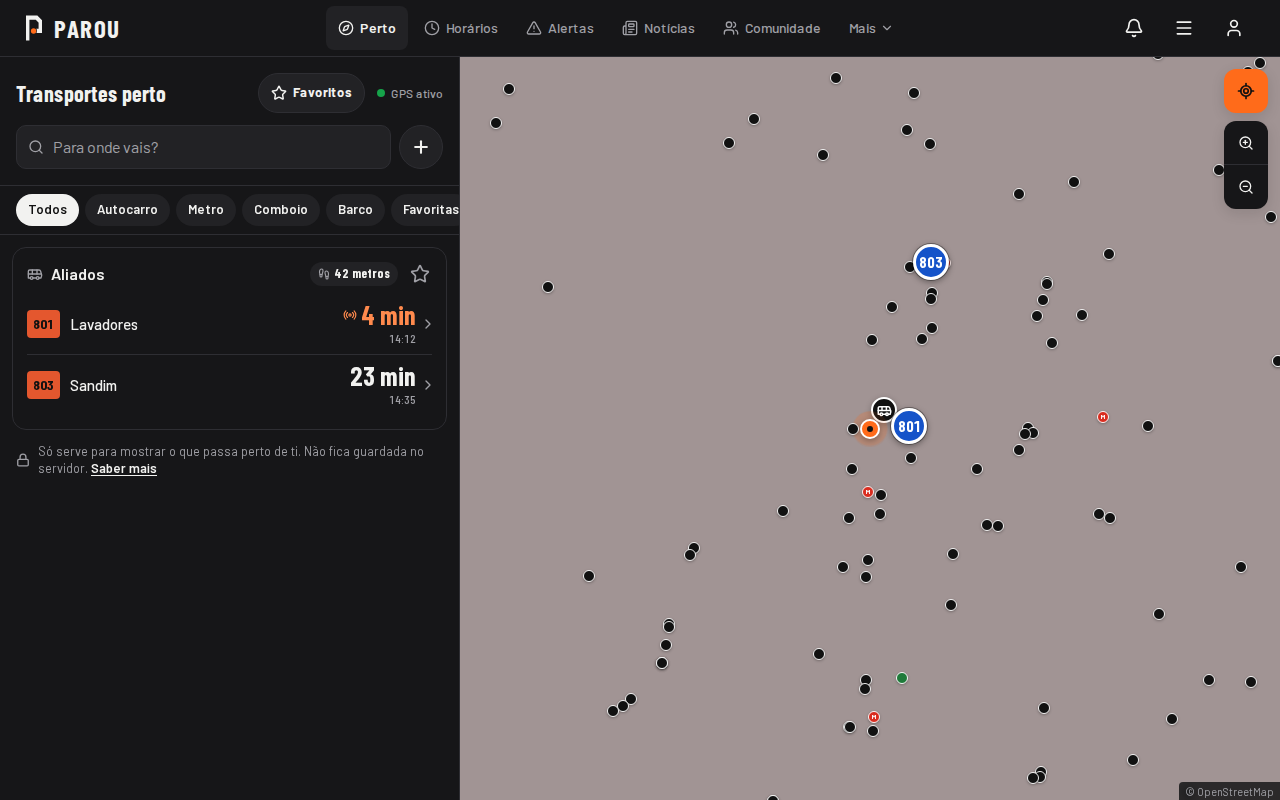 PAROU
Perto
Horários
Alertas
Notícias
Comunidade
Mais
Transportes perto
Favoritos
GPS ativo
Para onde vais?
Todos
Autocarro
Metro
Comboio
Barco
Favoritas
Aliados
42 metros
801
Lavadores
4 min
14:12
803
Sandim
23 min
14:35
Só serve para mostrar o que passa perto de ti. Não fica guardada no
servidor. Saber mais
803
801
M
M
M
© OpenStreetMap